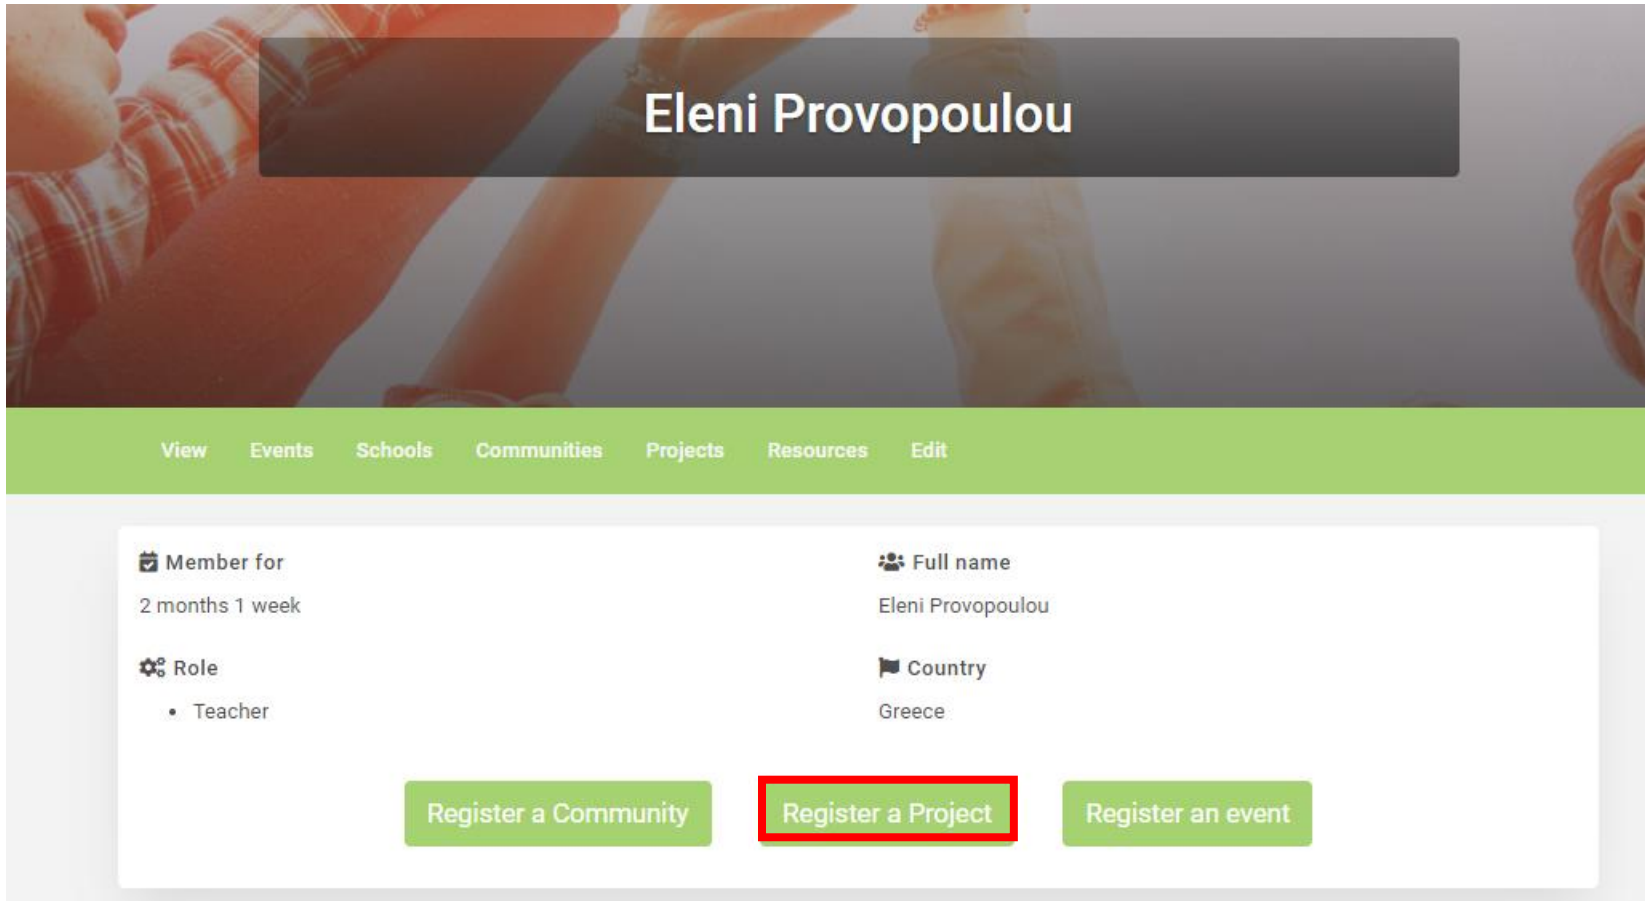 Eleni Provopoulou
View Events Schools Communities Projects Resources Edit
Member for
2 months 1 week
Full name
Eleni Provopoulou
Role
• Teacher
Country
Greece
Register a Community
Register a Project
Register an event